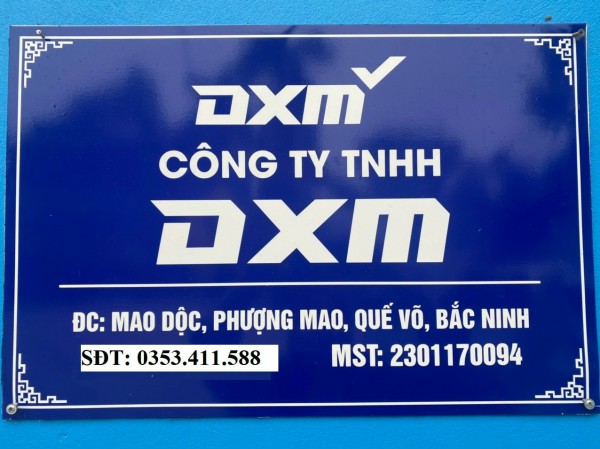 DXM
CÔNG TY TNHH
DXM
ĐC: MAO DỘC, PHƯỢNG MAO, QUẾ VÕ, BẮC NINH
SĐT: 0353.411.588 MST: 2301170094